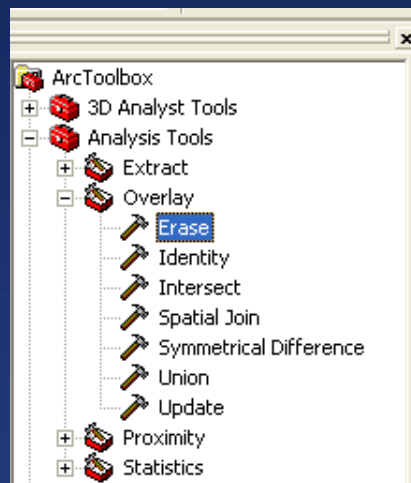 ArcToolbox
3D Analyst Tools
Analysis Tools
Extract
Overlay
Erase
Identity
Intersect
Spatial Join
Symmetrical Difference
Union
Update
Proximity
Statistics